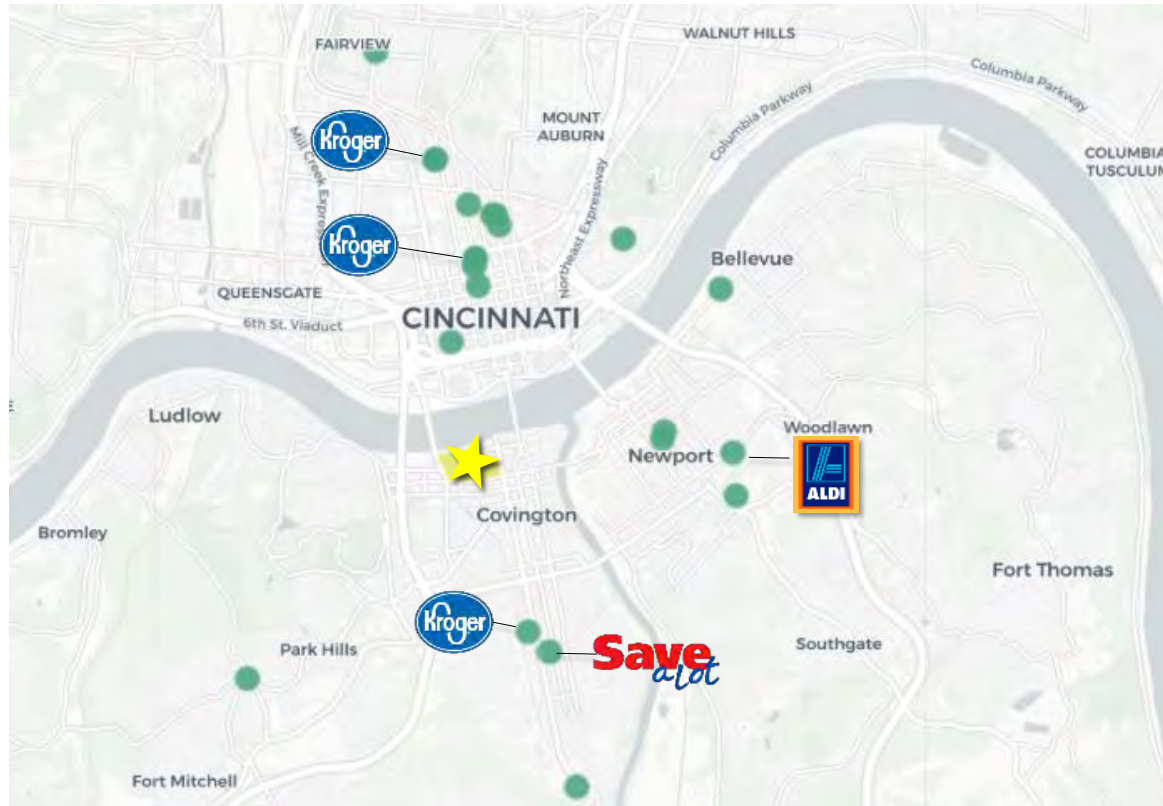 FAIRVIEW
WALNUT HILLS
Columbia Parkway
Columbia Parkway
MOUNT
AUBURN
Kroger
Mill Creek Expres
COLUMBIA
TUSCULUM
Kroger
Northeast Expressway
Bellevue
QUEENSGATE
CINCINNATI
6th St. Viaduct
Ludlow
Woodlawn
Newport
ALDI
Covington
Bromley
Fort Thomas
Kroger
Park Hills
Save
a lot
Southgate
Fort Mitchell